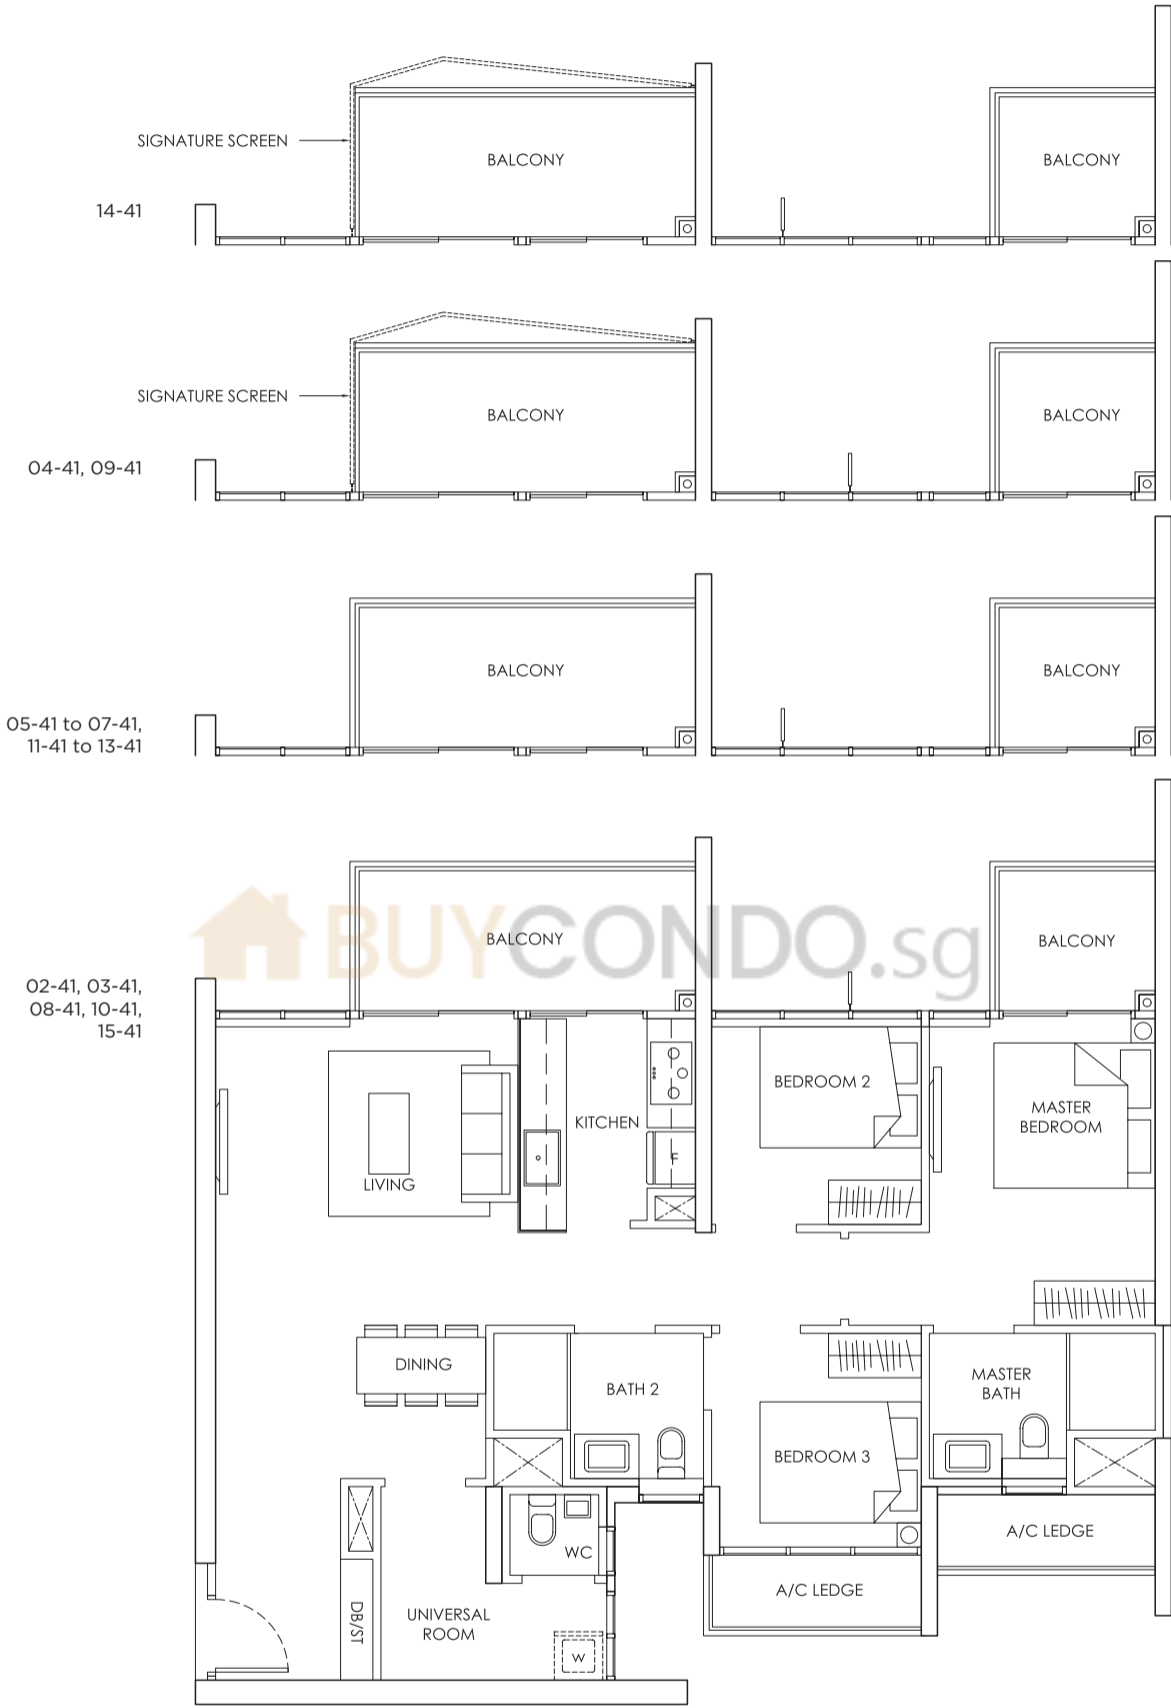 SIGNATURE SCREEN
BALCONY
BALCONY
14-41
SIGNATURE SCREEN
BALCONY
BALCONY
04-41, 09-41
BALCONY
BALCONY
05-41 to 07-41,
11-41 to 13-41
BUYCONDO.sg
BALCONY
BALCONY
02-41, 03-41,
08-41, 10-41,
15-41
BEDROOM 2
MASTER
BEDROOM
KITCHEN
F
LIVING
DINING
BATH 2
MASTER
BATH
BEDROOM 3
WC
A/C LEDGE
A/C LEDGE
DB/ST
UNIVERSAL
ROOM
W